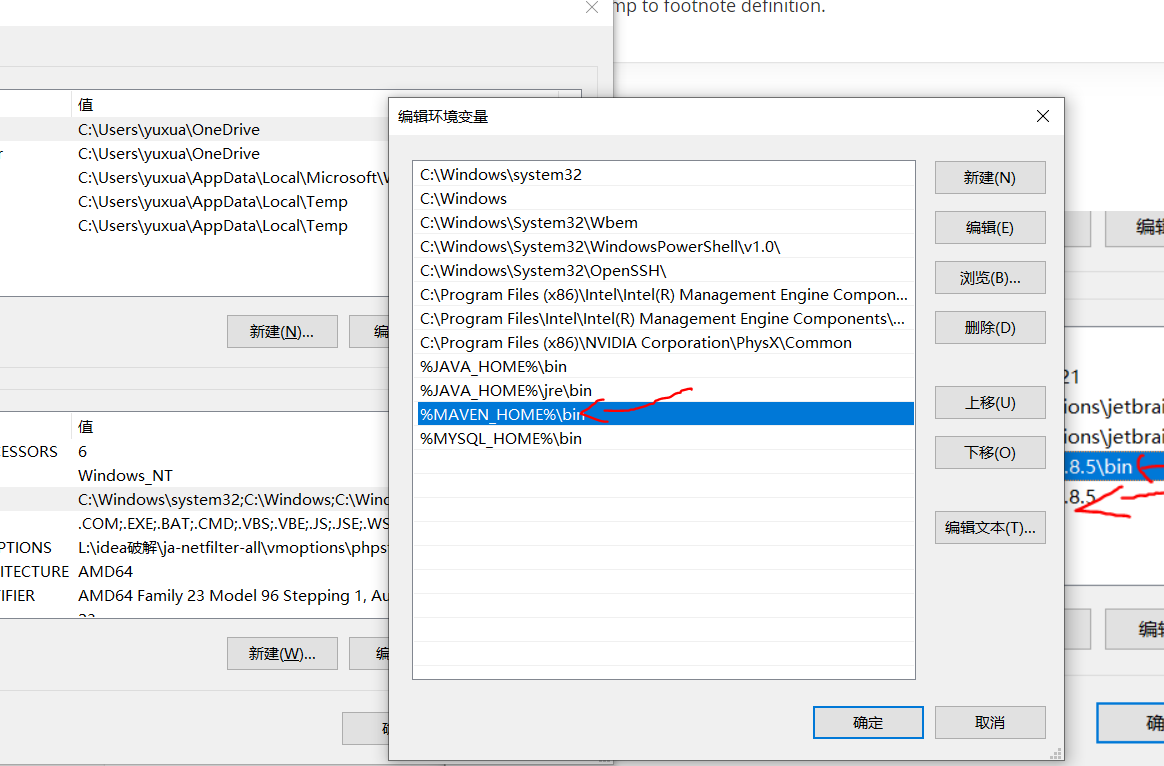 mp to footnote definition.
值
C:\Users\yuxua\OneDrive
r
C:\Users\yuxua\OneDrive
C:\Users\yuxua\AppData\Local\Microsoft\W
C:\Users\yuxua\AppData\Local\Temp
C:\Users\yuxua\AppData\Local\Temp
新建(N)...
编
值
ESSORS 6
Windows_NT
C:\Windows\system32;C:\Windows;C:\Wind
.COM;.EXE;.BAT;.CMD;.VBS;.VBE;.JS;.JSE;.WS
PTIONS L:\idea破解\ja-netfilter-all\vmoptions\phps
ITECTURE AMD64
IFIER AMD64 Family 23 Model 96 Stepping 1, Au
新建(W)...
编
编辑环境变量
C:\Windows\system32
C:\Windows
C:\Windows\System32\Wbem
C:\Windows\System32\WindowsPowerShell\v1.0\
C:\Windows\System32\OpenSSH\
C:\Program Files (x86)\Intel\Intel(R) Management Engine Compon...
C:\Program Files\Intel\Intel(R) Management Engine Components\...
C:\Program Files (x86)\NVIDIA Corporation\PhysX\Common
%JAVA_HOME%\bin
%JAVA_HOME%\jre\bin
%MAVEN_HOME%\bin
%MYSQL_HOME%\bin
新建(N)
编辑(E)
浏览(B)...
删除(D)
上移(U)
下移(O)
编辑文本(T)...
确定
取消
编辑
21
ions\jetbrai
ions\jetbrai
.8.5\bin
.8.5
编辑
确